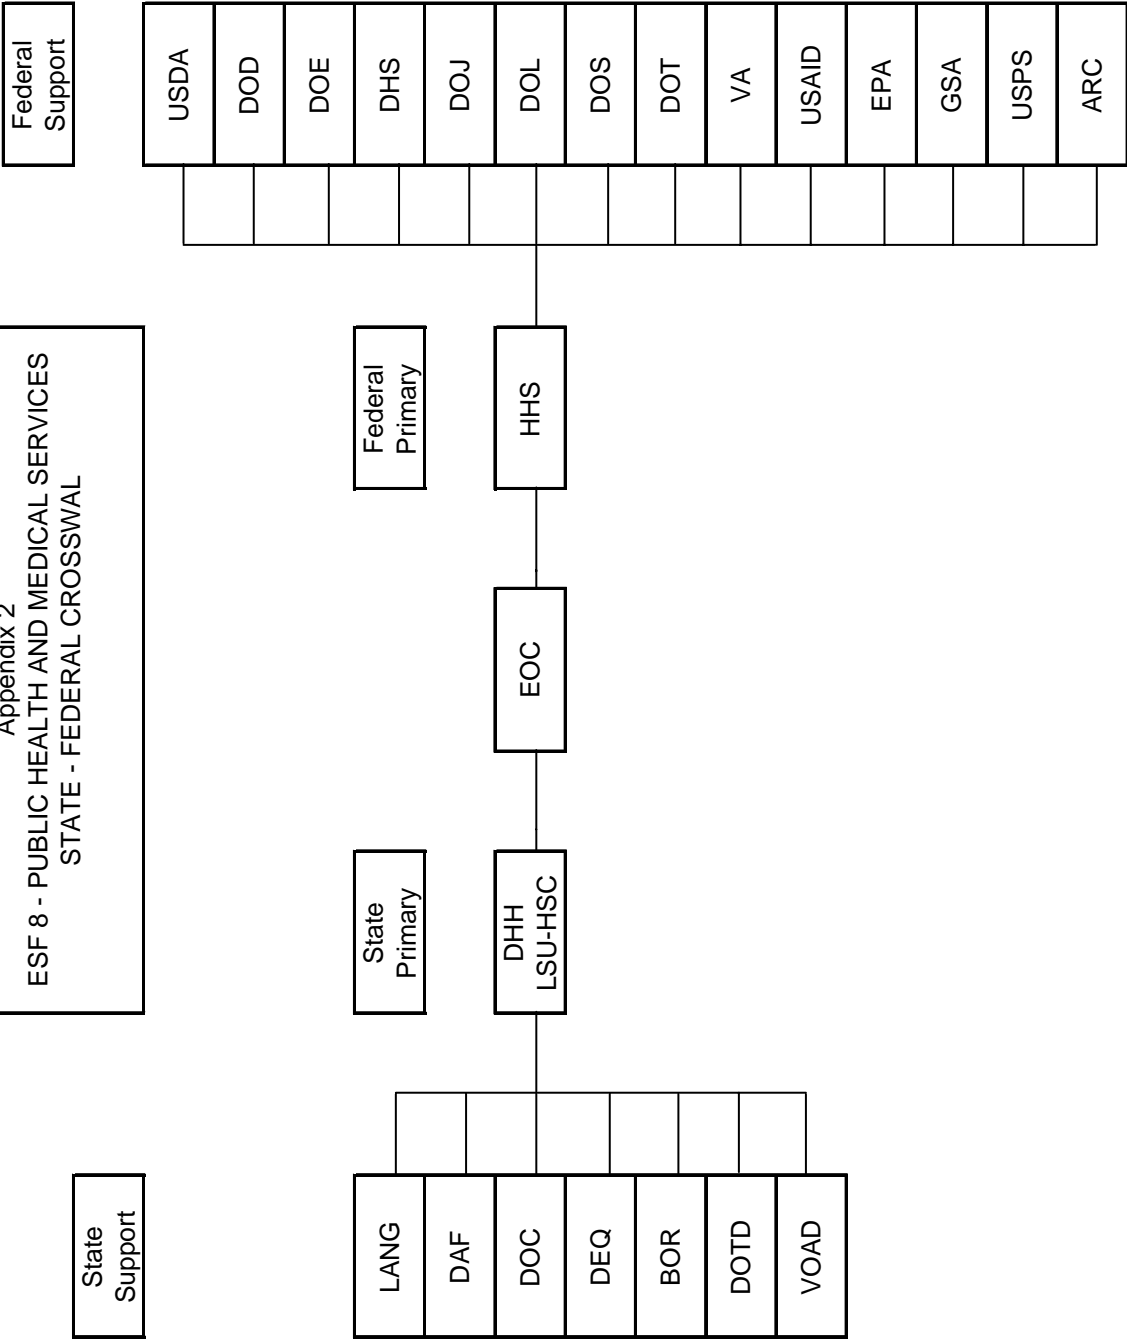 Appendix 2
ESF 8 - PUBLIC HEALTH AND MEDICAL SERVICES
STATE - FEDERAL CROSSWAL
State
Support
State
Primary
Federal
Primary
Federal
Support
LANG
DAF
DOC
DEQ
BOR
DOTD
VOAD
DHH
LSU-HSC
EOC
HHS
USDA
DOD
DOE
DHS
DOJ
DOL
DOS
DOT
VA
USAID
EPA
GSA
USPS
ARC